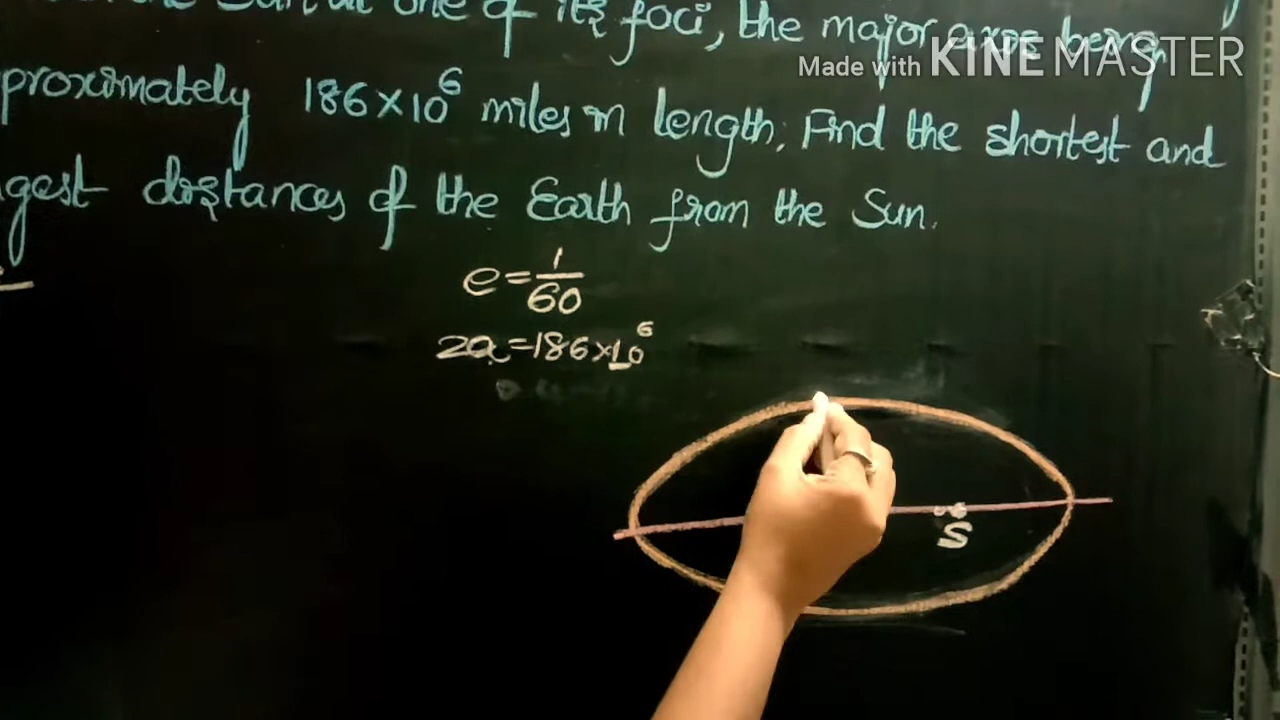 the Sun at one of its foci, the major axis being
proximately 186×10⁶ miles in length. Find the shortest and
gest distances of the Earth from the Sun.
e=1/60
2a=186×10⁶
S
Made with KINEMASTER